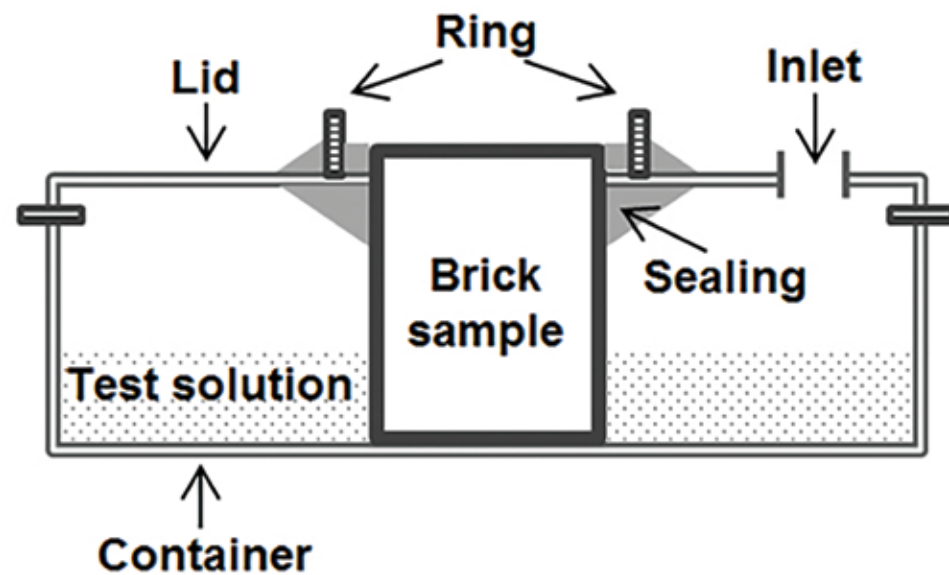 Ring
Lid
Inlet
Brick
sample
Sealing
Test solution
Container